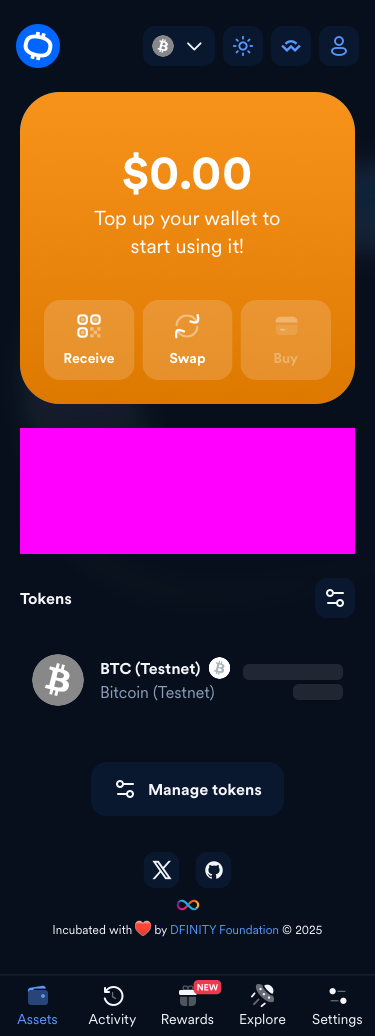 $0.00
Top up your wallet to
start using it!
Receive
Swap
Buy
Tokens
BTC (Testnet)
Bitcoin (Testnet)
Manage tokens
Incubated with ❤️ by DFINITY Foundation © 2025
NEW
Assets
Activity
Rewards
Explore
Settings